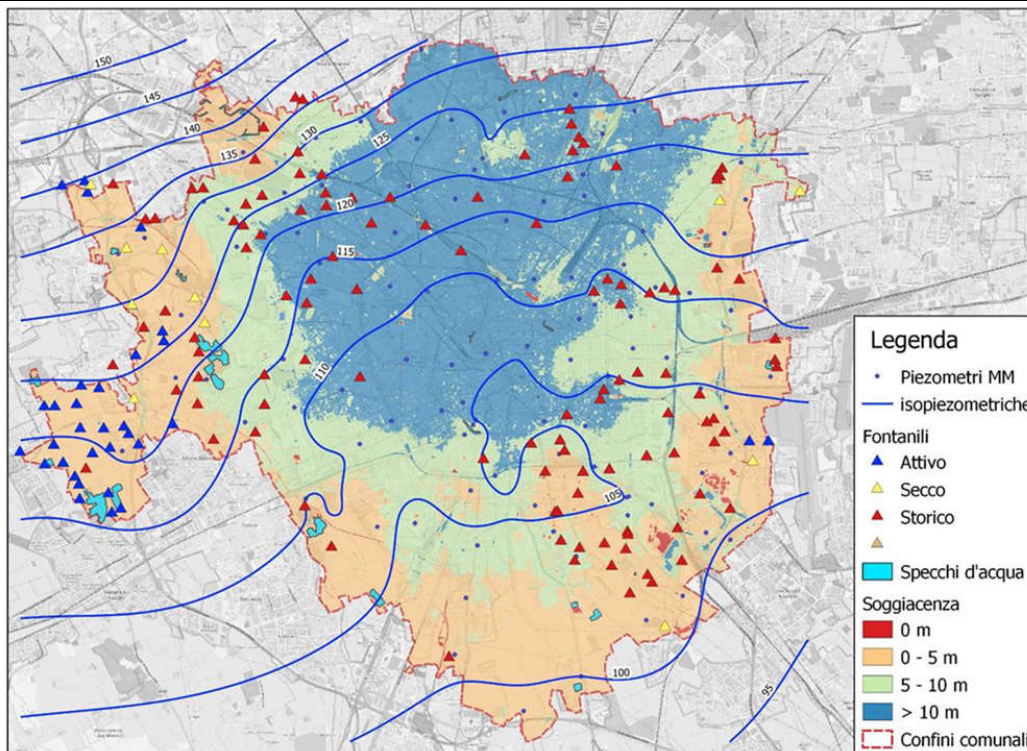 150
145
140
135
130
125
120
115
110
105
100
95
Legenda
Piezometri MM
isopiezometriche
Fontanili
Attivo
Secco
Storico
Specchi d'acqua
Soggiacenza
0 m
0 - 5 m
5 - 10 m
> 10 m
Confini comunali